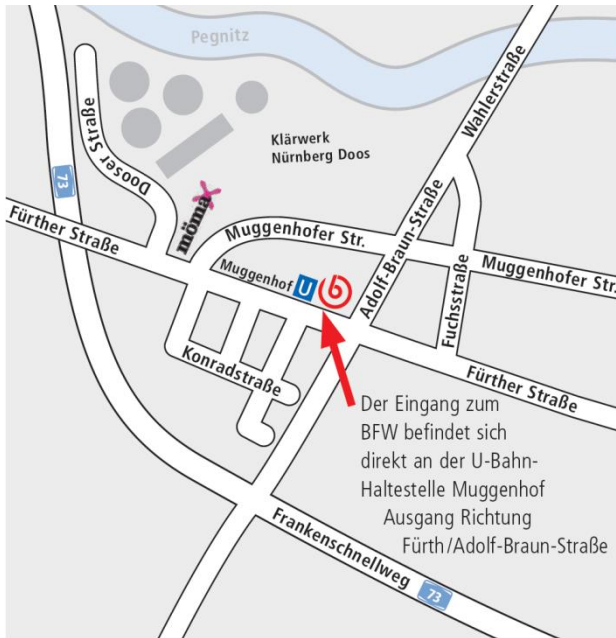 Pegnitz
Wahlerstraße
Dooser Straße
Klärwerk
Nürnberg Doos
73
mömax
Fürther Straße
Muggenhofer Str.
Adolf-Braun-Straße
Muggenhofer Str.
Muggenhof U
Fuchsstraße
Konradstraße
Fürther Straße
Der Eingang zum
BFW befindet sich
direkt an der U-Bahn-
Haltestelle Muggenhof
Ausgang Richtung
Fürth/Adolf-Braun-Straße
Frankenschnellweg
73